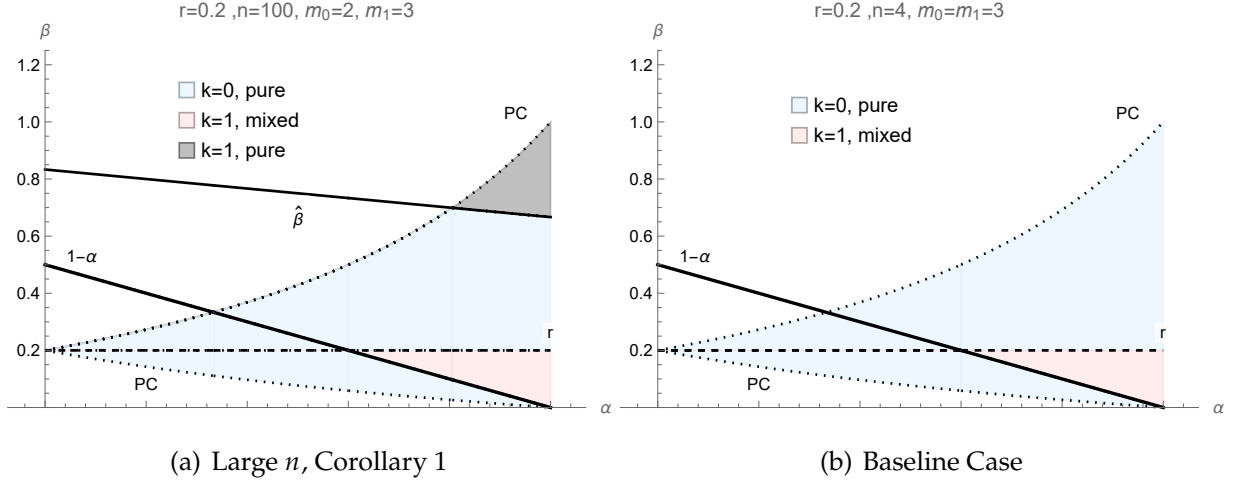 r=0.2 ,n=100, m₀=2, m₁=3
β
1.2
1.0
0.8
0.6
0.4
0.2
k=0, pure
k=1, mixed
k=1, pure
PC
β̂
1−α
r
PC
α
(a) Large n, Corollary 1
r=0.2 ,n=4, m₀=m₁=3
β
1.2
1.0
0.8
0.6
0.4
0.2
k=0, pure
k=1, mixed
PC
1−α
r
PC
α
(b) Baseline Case